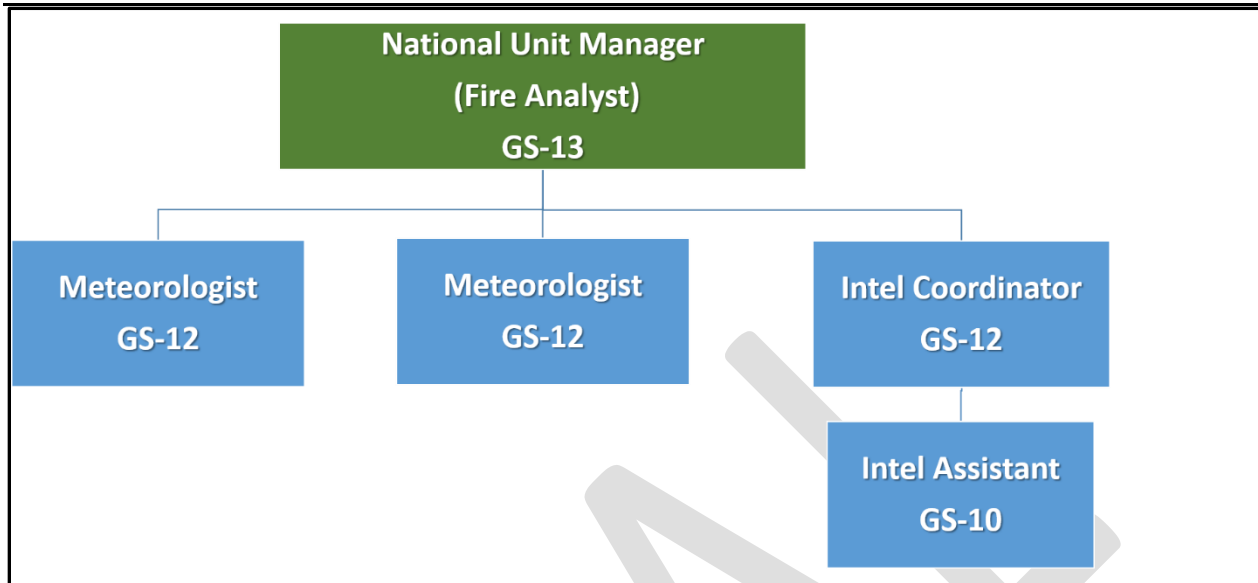 National Unit Manager
(Fire Analyst)
GS-13
Meteorologist
GS-12
Meteorologist
GS-12
Intel Coordinator
GS-12
Intel Assistant
GS-10